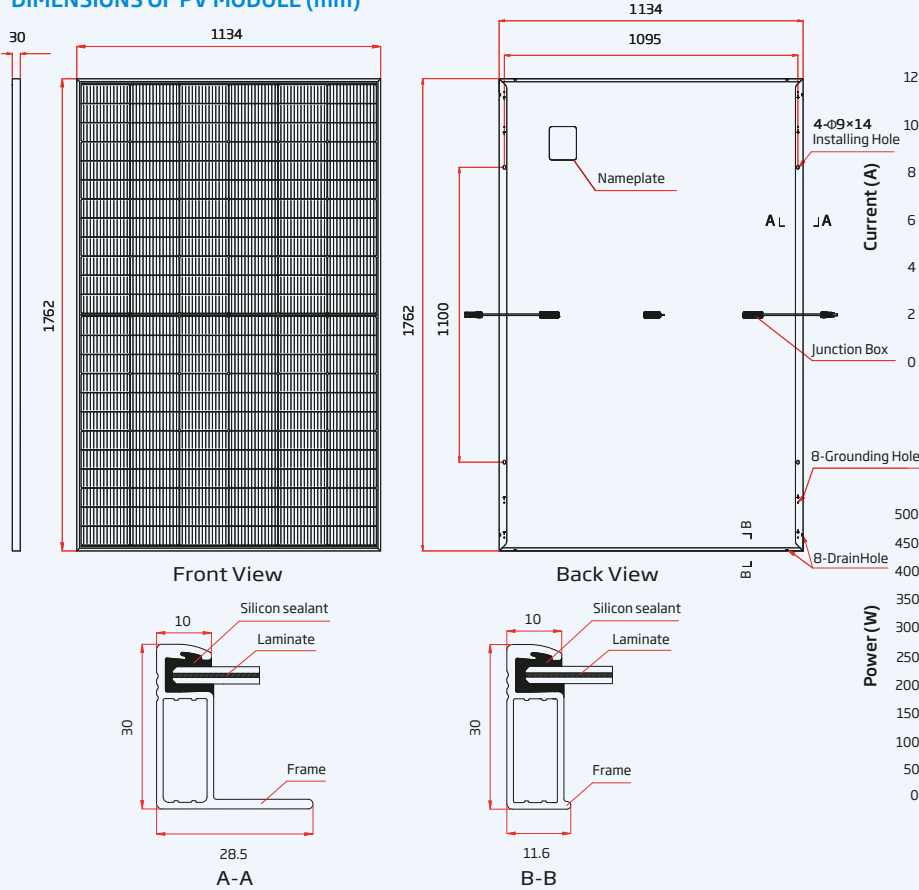 DIMENSIONS OF PV MODULE (mm)
30
1134
1762
Front View
1134
1095
4-Φ9×14
Installing Hole
Nameplate
A
A
1762
1100
Junction Box
8-Grounding Hole
B
B
8-DrainHole
Back View
Current (A)
12
10
8
6
4
2
0
Power (W)
500
450
400
350
300
250
200
150
100
50
0
10
Silicon sealant
Laminate
30
Frame
28.5
A-A
10
Silicon sealant
Laminate
30
Frame
11.6
B-B